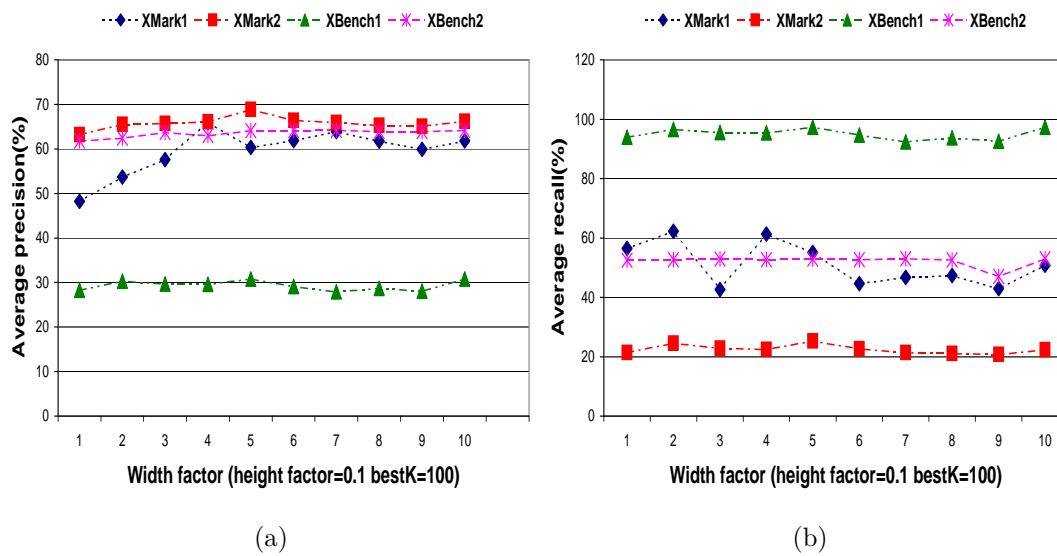 XMark1 XMark2 XBench1 XBench2
80
70
60
50
40
30
20
10
0
Average precision(%)
1 2 3 4 5 6 7 8 9 10
Width factor (height factor=0.1 bestK=100)
(a)
XMark1 XMark2 XBench1 XBench2
120
100
80
60
40
20
0
Average recall(%)
1 2 3 4 5 6 7 8 9 10
Width factor (height factor=0.1 bestK=100)
(b)